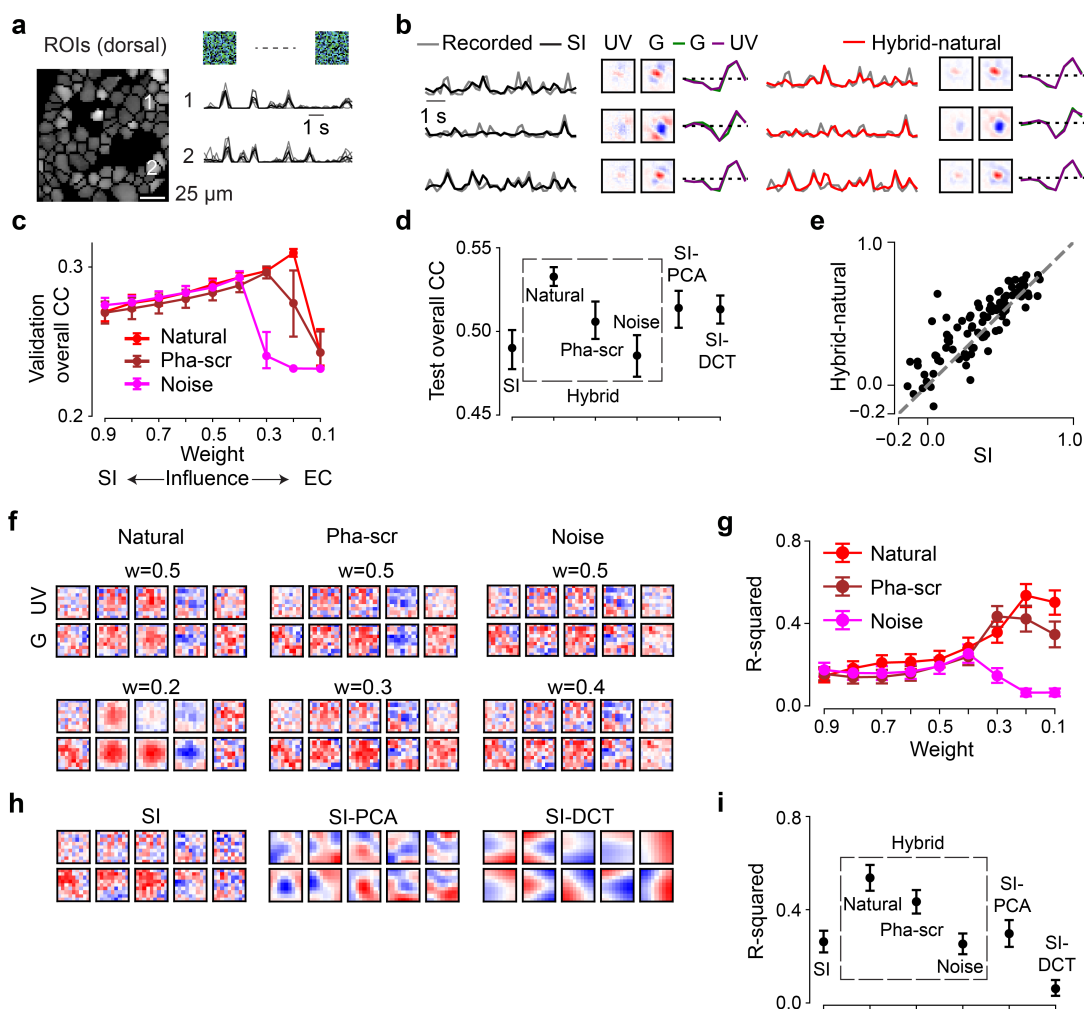 a
ROIs (dorsal)
1
2
25 µm
1
1 s
2
b
Recorded
SI
UV
G
G
UV
Hybrid-natural
1 s
c
0.3
0.2
Validation
overall CC
Natural
Pha-scr
Noise
0.9
0.7
0.5
0.3
0.1
Weight
SI
Influence
EC
d
0.55
0.50
0.45
Test overall CC
SI
Natural
Pha-scr
Noise
Hybrid
SI-
PCA
SI-
DCT
e
1.0
0.0
−0.2
Hybrid-natural
−0.2
0.0
1.0
SI
f
Natural
Pha-scr
Noise
w=0.5
w=0.5
w=0.5
UV
G
w=0.2
w=0.3
w=0.4
g
0.8
0.4
0.0
R-squared
Natural
Pha-scr
Noise
0.9
0.7
0.5
0.3
0.1
Weight
h
SI
SI-PCA
SI-DCT
i
0.8
0.4
0.0
R-squared
Hybrid
SI
Natural
Pha-scr
Noise
SI-
PCA
SI-
DCT